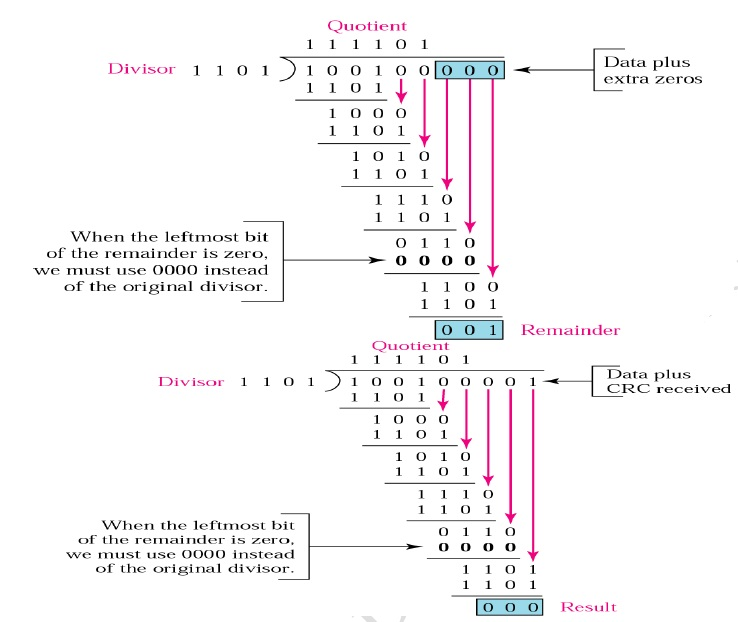 Quotient
1 1 1 1 0 1
Divisor 1 1 0 1 1 0 0 1 0 0 0 0 0
Data plus
extra zeros
1 1 0 1
1 0 0 0
1 1 0 1
1 0 1 0
1 1 0 1
1 1 1 0
1 1 0 1
When the leftmost bit
of the remainder is zero,
we must use 0000 instead
of the original divisor.
0 1 1 0
0 0 0 0
1 1 0 0
1 1 0 1
0 0 1 Remainder
Quotient
1 1 1 1 0 1
Divisor 1 1 0 1 1 0 0 1 0 0 0 0 1
Data plus
CRC received
1 1 0 1
1 0 0 0
1 1 0 1
1 0 1 0
1 1 0 1
1 1 1 0
1 1 0 1
When the leftmost bit
of the remainder is zero,
we must use 0000 instead
of the original divisor.
0 1 1 0
0 0 0 0
1 1 0 1
1 1 0 1
0 0 0 Result